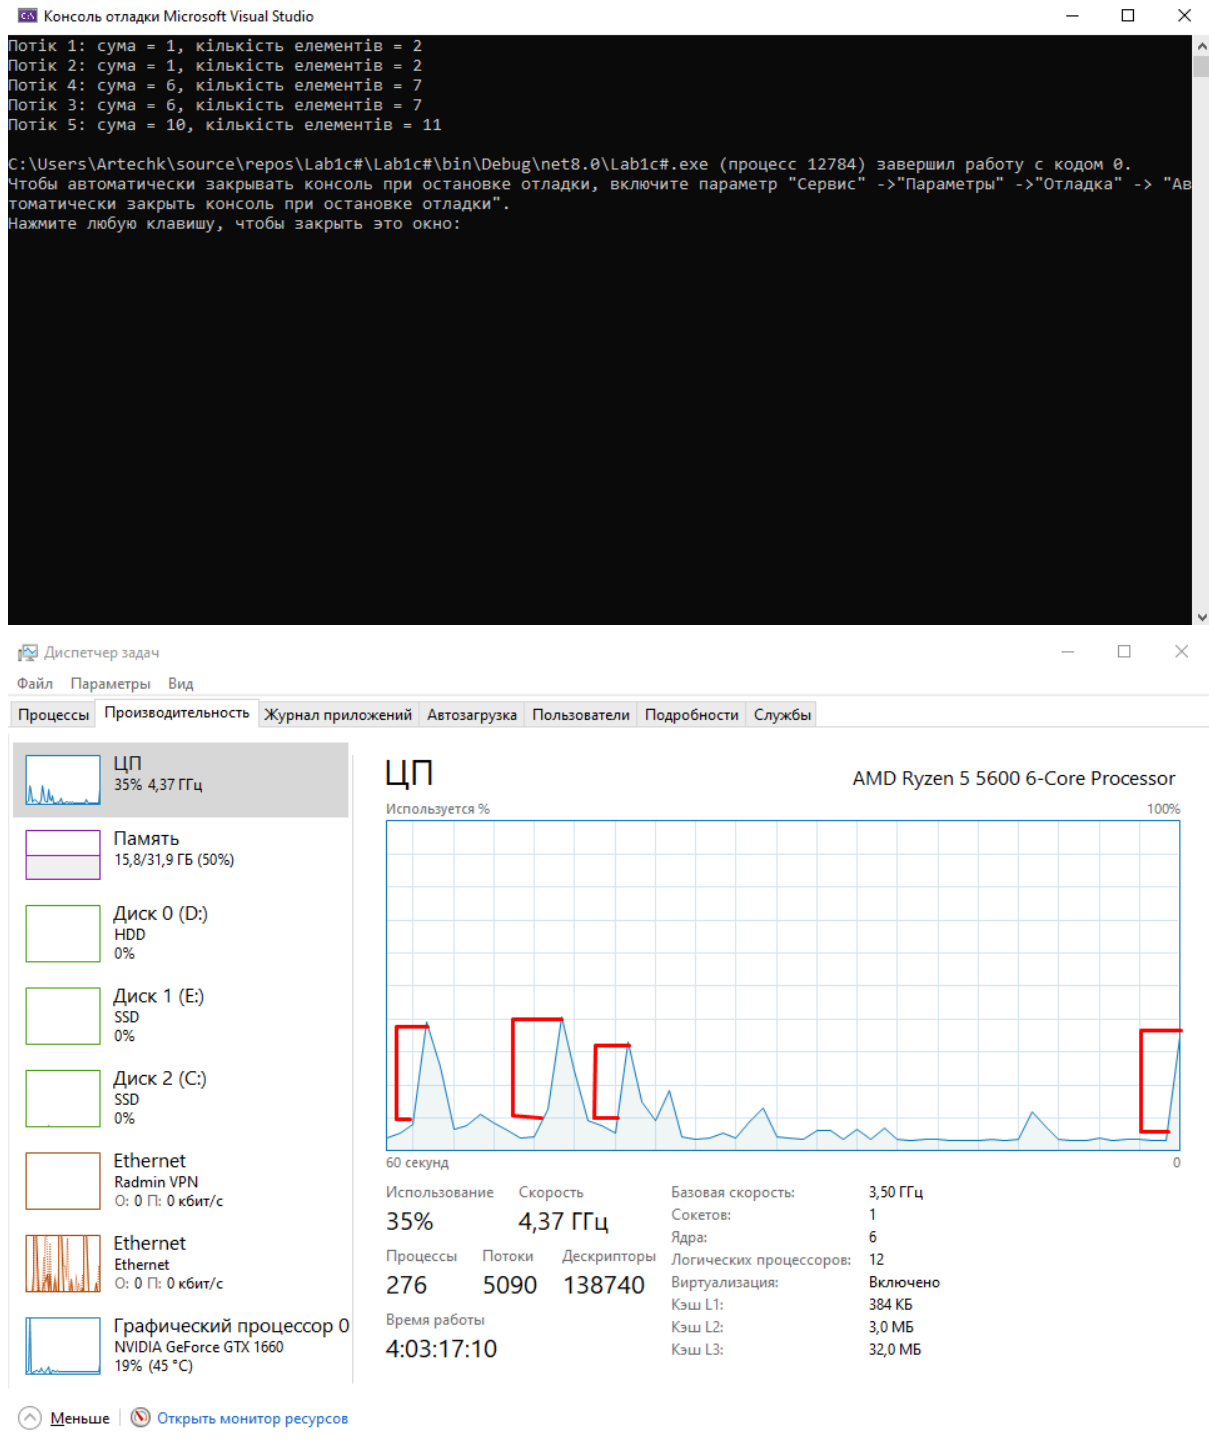 Консоль отладки Microsoft Visual Studio
Потік 1: сума = 1, кількість елементів = 2
Потік 2: сума = 1, кількість елементів = 2
Потік 4: сума = 6, кількість елементів = 7
Потік 3: сума = 6, кількість елементів = 7
Потік 5: сума = 10, кількість елементів = 11
C:\Users\Artechk\source\repos\Lab1c#\Lab1c#\bin\Debug\net8.0\Lab1c#.exe (процесс 12784) завершил работу с кодом 0.
Чтобы автоматически закрывать консоль при остановке отладки, включите параметр "Сервис" ->"Параметры" ->"Отладка" -> "Ав
томатически закрыть консоль при остановке отладки".
Нажмите любую клавишу, чтобы закрыть это окно:
Диспетчер задач
Файл Параметры Вид
Процессы Производительность Журнал приложений Автозагрузка Пользователи Подробности Службы
ЦП
35% 4,37 ГГц
Память
15,8/31,9 ГБ (50%)
Диск 0 (D:)
HDD
0%
Диск 1 (E:)
SSD
0%
Диск 2 (C:)
SSD
0%
Ethernet
Radmin VPN
О: 0 П: 0 кбит/с
Ethernet
Ethernet
О: 0 П: 0 кбит/с
Графический процессор 0
NVIDIA GeForce GTX 1660
19% (45 °C)
ЦП
AMD Ryzen 5 5600 6-Core Processor
Используется % 100%
60 секунд 0
Использование Скорость
35% 4,37 ГГц
Процессы Потоки Дескрипторы
276 5090 138740
Время работы
4:03:17:10
Базовая скорость: 3,50 ГГц
Сокетов: 1
Ядра: 6
Логических процессоров: 12
Виртуализация: Включено
Кэш L1: 384 КБ
Кэш L2: 3,0 МБ
Кэш L3: 32,0 МБ
Меньше Открыть монитор ресурсов